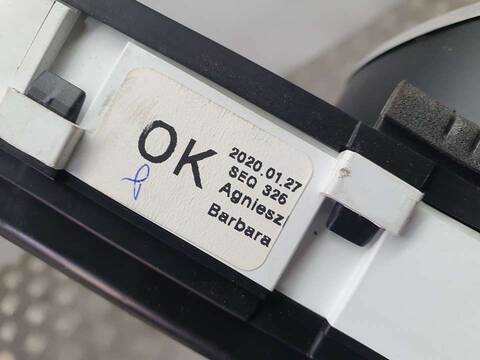 OK
2020.01.27
SEQ 326
Agniesz
Barbara